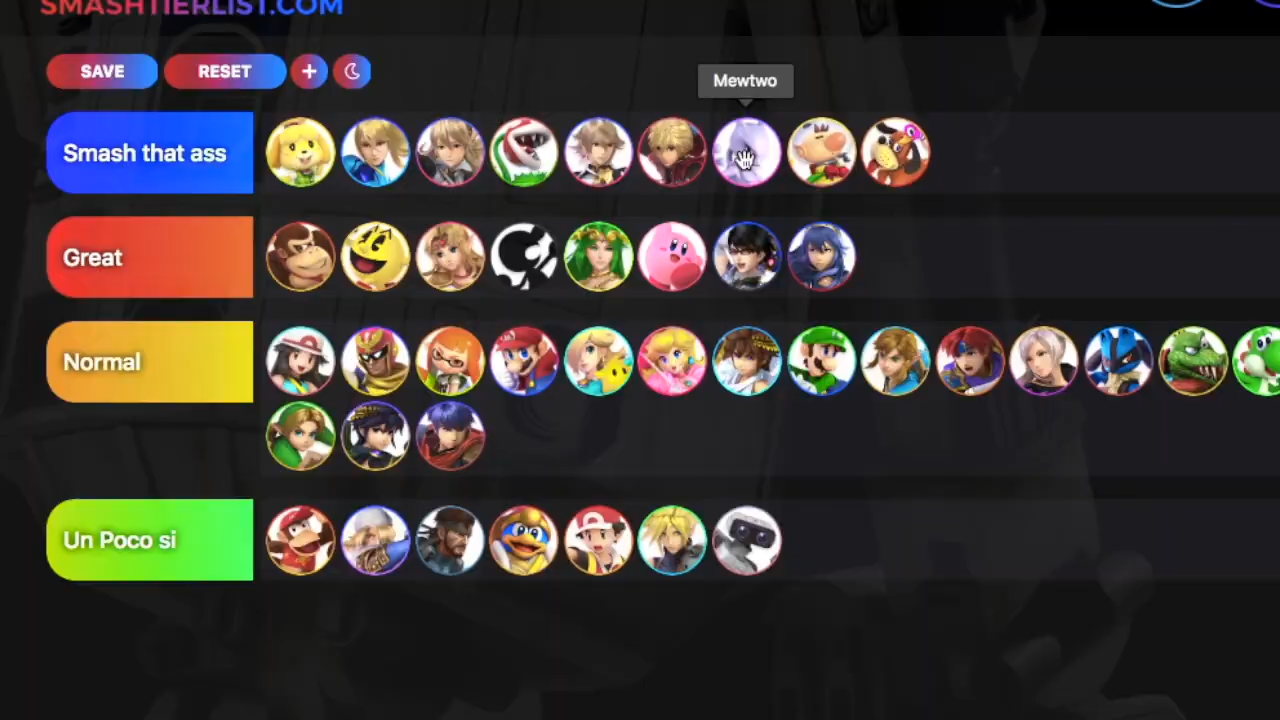 SMASHTIERLIST.COM
SAVE
RESET
+
Mewtwo
Smash that ass
Great
Normal
Un Poco si